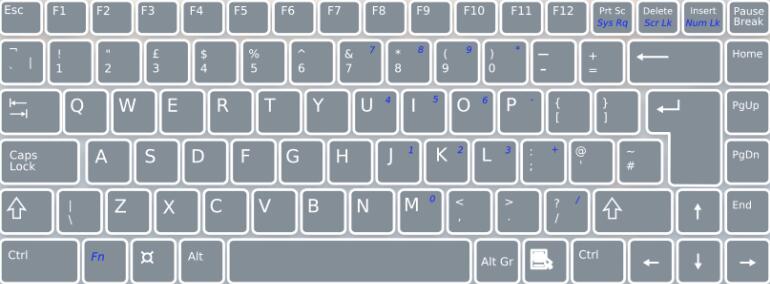 Esc F1 F2 F3 F4 F5 F6 F7 F8 F9 F10 F11 F12 Prt Sc Delete Insert Pause
Sys Rq Scr Lk Num Lk Break
¬ ! " £ $ % ^ & 7 * 8 ( 9 ) * _ + Home
` | 1 2 3 4 5 6 7 8 9 0 - =
Q W E R T Y U 4 I 5 O 6 P - { } PgUp
[ ]
Caps A S D F G H J 1 K 2 L 3 : + @ ~ PgDn
Lock ; ' #
| Z X C V B N M 0 < > ? / End
\ , . /
Ctrl Fn Alt Alt Gr Ctrl